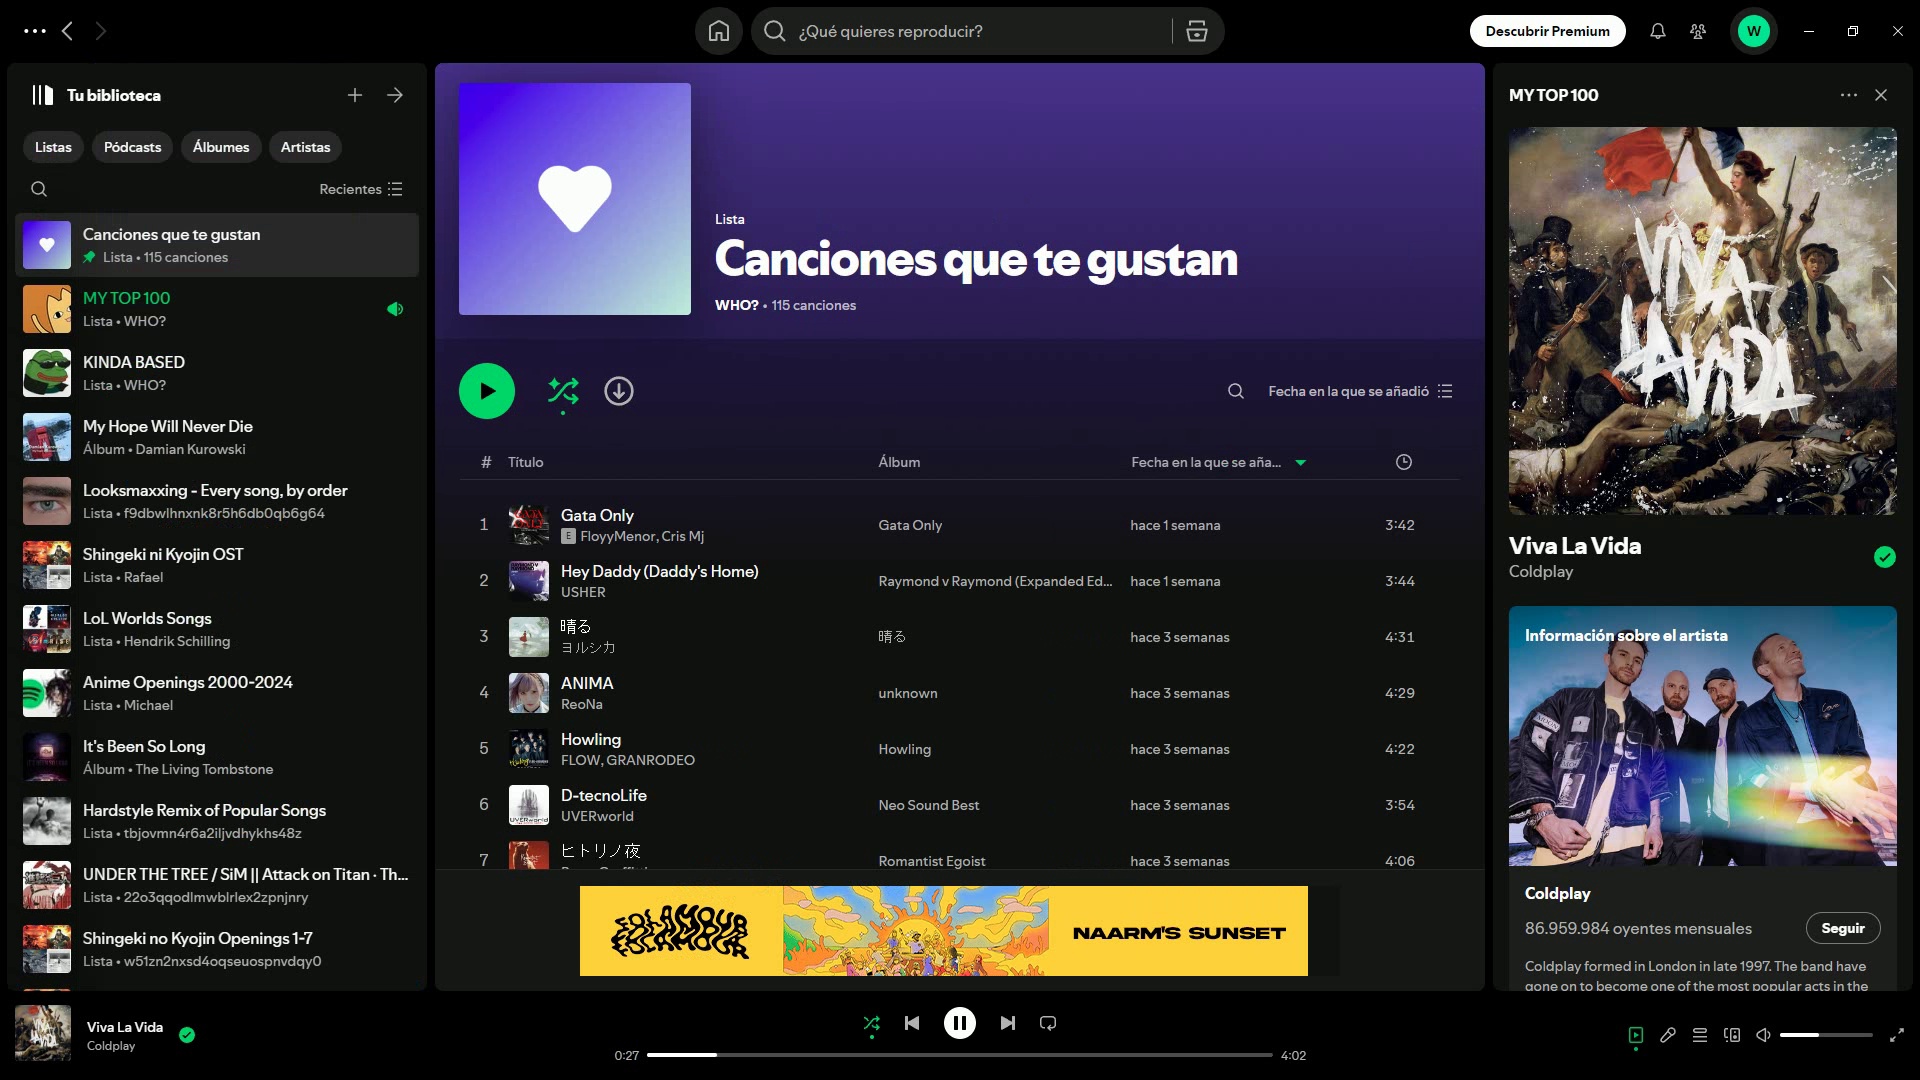 ¿Qué quieres reproducir?
Descubrir Premium
W
Tu biblioteca
Listas
Pódcasts
Álbumes
Artistas
Recientes
Canciones que te gustan
Lista • 115 canciones
MY TOP 100
Lista • WHO?
KINDA BASED
Lista • WHO?
My Hope Will Never Die
Álbum • Damian Kurowski
Looksmaxxing - Every song, by order
Lista • f9dbwlhnxnk8r5h6db0qb6g64
Shingeki ni Kyojin OST
Lista • Rafael
LoL Worlds Songs
Lista • Hendrik Schilling
Anime Openings 2000-2024
Lista • Michael
It's Been So Long
Álbum • The Living Tombstone
Hardstyle Remix of Popular Songs
Lista • tbjovmn4r6a2iljvdhykhs48z
UNDER THE TREE / SiM || Attack on Titan · Th...
Lista • 22o3qqodlmwblrlex2zpnjnry
Shingeki no Kyojin Openings 1-7
Lista • w51zn2nxsd4oqseuospnvdqy0
Lista
Canciones que te gustan
WHO? • 115 canciones
Fecha en la que se añadió
# Título Álbum Fecha en la que se aña...
1 Gata Only Gata Only hace 1 semana 3:42
E FloyyMenor, Cris Mj
2 Hey Daddy (Daddy's Home) Raymond v Raymond (Expanded Ed... hace 1 semana 3:44
USHER
3 晴る 晴る hace 3 semanas 4:31
ヨルシカ
4 ANIMA unknown hace 3 semanas 4:29
ReoNa
5 Howling Howling hace 3 semanas 4:22
FLOW, GRANRODEO
6 D-tecnoLife Neo Sound Best hace 3 semanas 3:54
UVERworld
7 ヒトリノ夜 Romantist Egoist hace 3 semanas 4:06
NAARM'S SUNSET
MY TOP 100
VIVA
LA VIDA
Viva La Vida
Coldplay
Información sobre el artista
Coldplay
86.959.984 oyentes mensuales
Seguir
Coldplay formed in London in late 1997. The band have
gone on to become one of the most popular acts in the
Viva La Vida
Coldplay
0:27
4:02